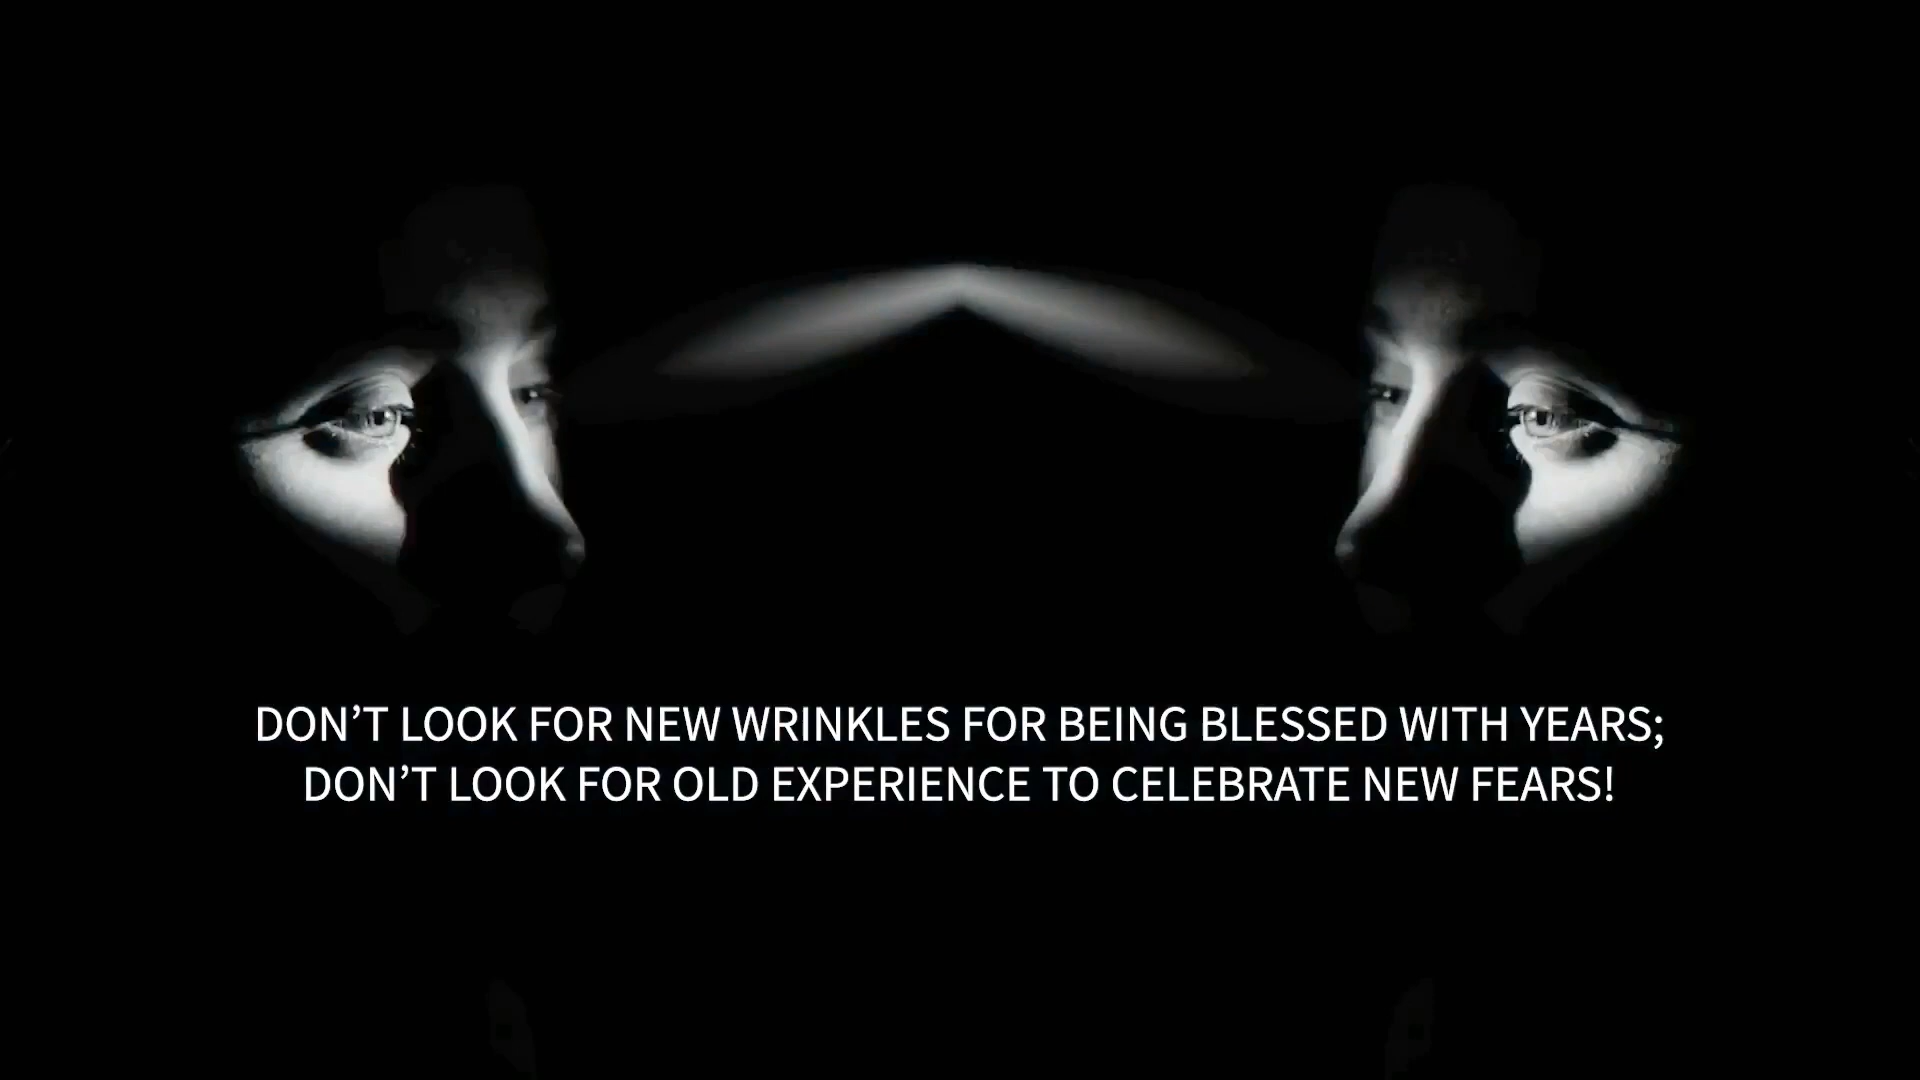 DON’T LOOK FOR NEW WRINKLES FOR BEING BLESSED WITH YEARS;
DON’T LOOK FOR OLD EXPERIENCE TO CELEBRATE NEW FEARS!